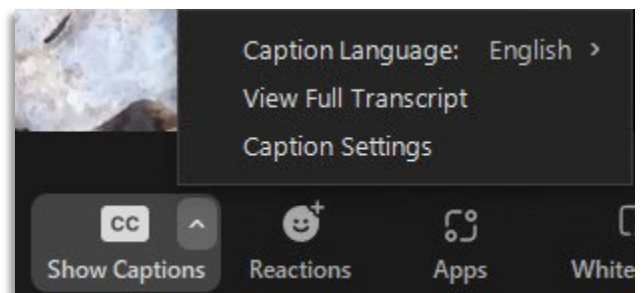 Caption Language: English >
View Full Transcript
Caption Settings
CC
Show Captions Reactions Apps White